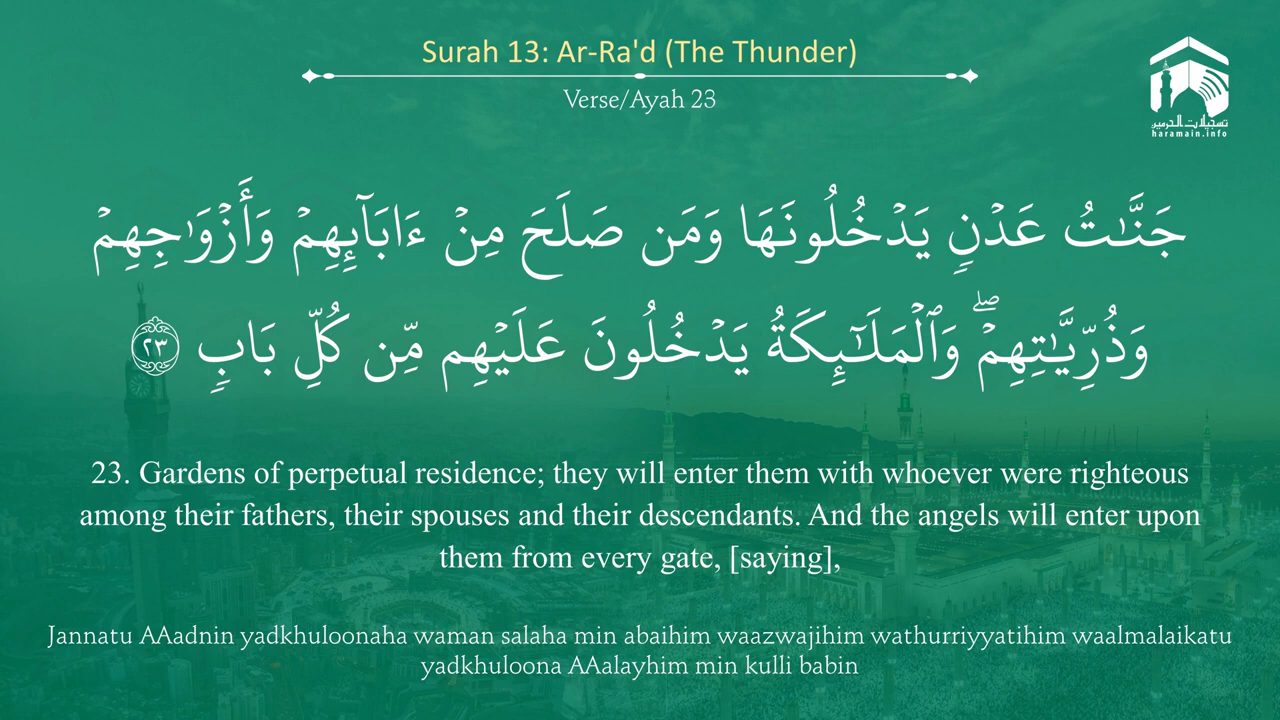 Surah 13: Ar-Ra'd (The Thunder)
Verse/Ayah 23
تسجيلات الحرمين
haramain.info
جَنَّـٰتُ عَدْنٍۢ يَدْخُلُونَهَا وَمَن صَلَحَ مِنْ ءَابَآئِهِمْ وَأَزْوَٰجِهِمْ
وَذُرِّيَّـٰتِهِمْ ۖ وَٱلْمَلَـٰٓئِكَةُ يَدْخُلُونَ عَلَيْهِم مِّن كُلِّ بَابٍۢ ٢٣
23. Gardens of perpetual residence; they will enter them with whoever were righteous
among their fathers, their spouses and their descendants. And the angels will enter upon
them from every gate, [saying],
Jannatu AAadnin yadkhuloonaha waman salaha min abaihim waazwajihim wathurriyyatihim waalmalaikatu
yadkhuloona AAalayhim min kulli babin